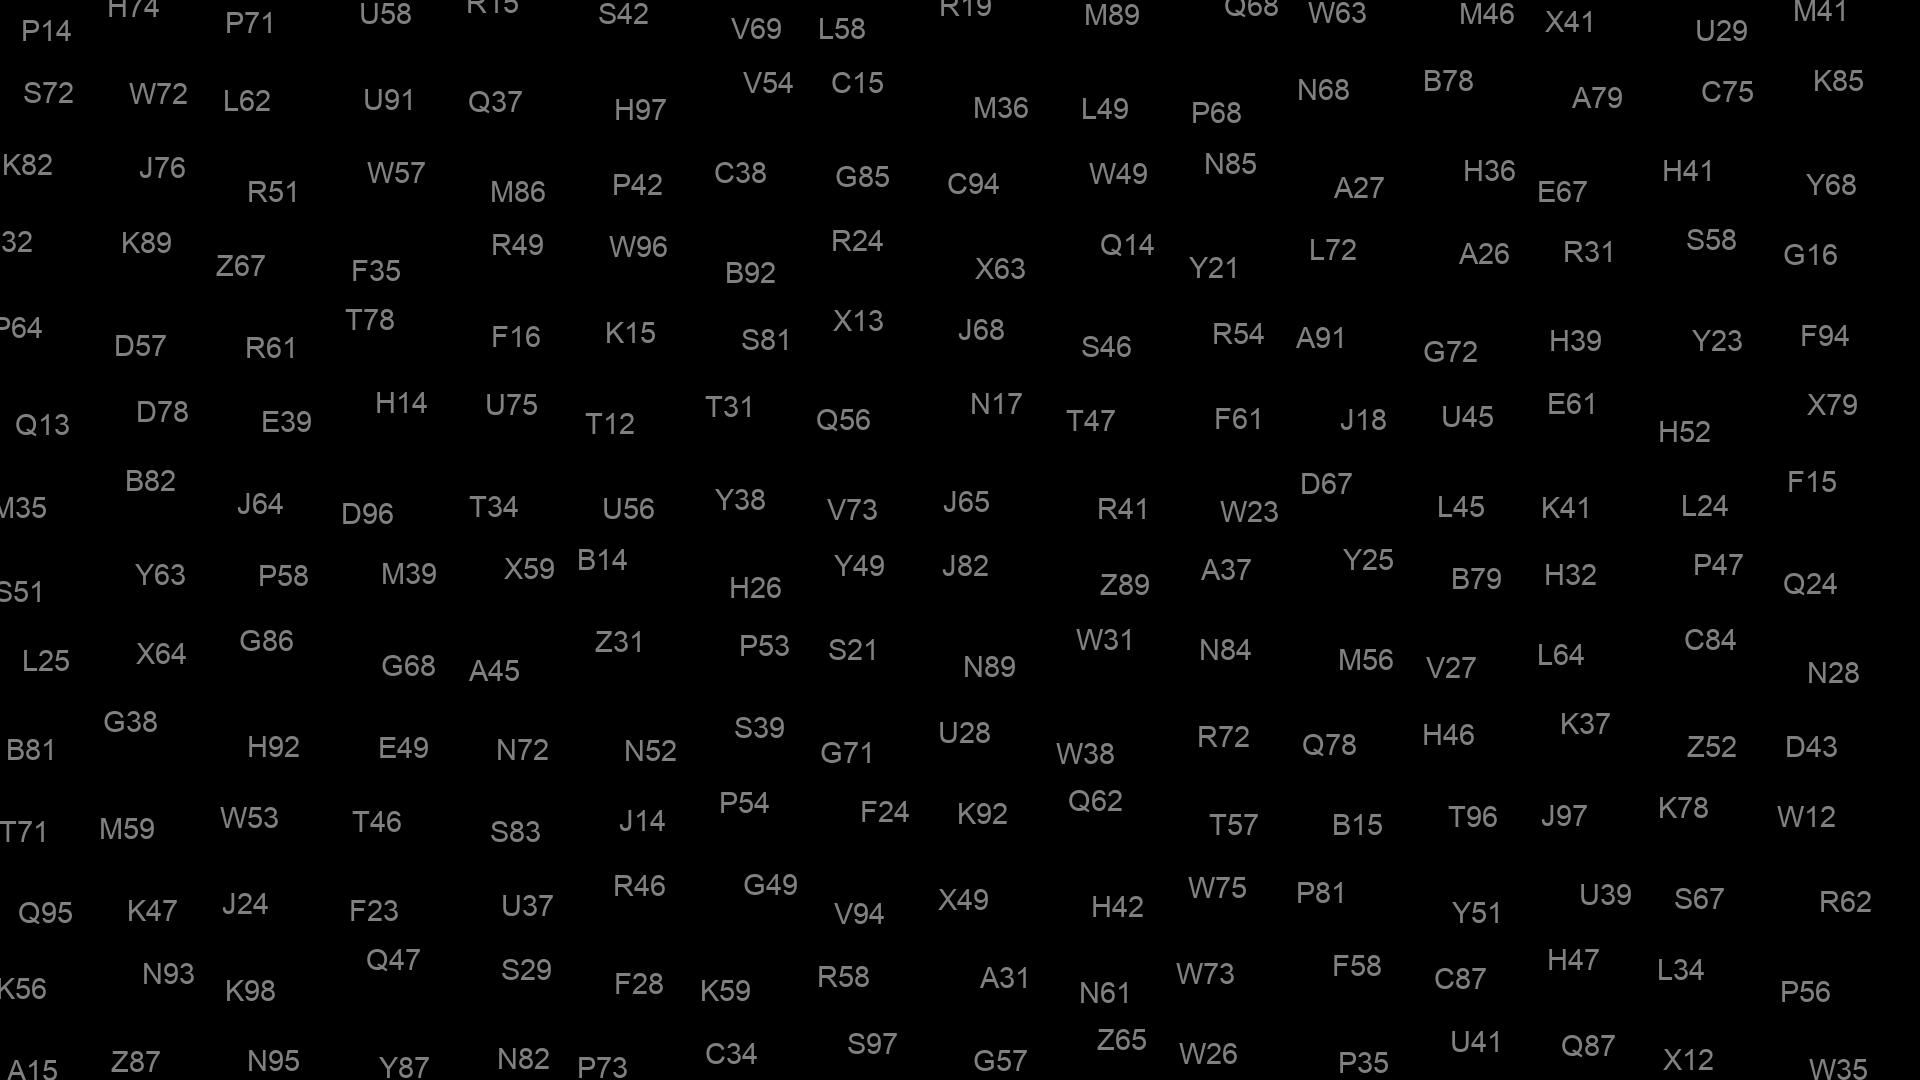 P14 H74 P71 U58 R15 S42 V69 L58 R19 M89 Q68 W63 M46 X41 U29 M41
S72 W72 L62 U91 Q37 H97 V54 C15 M36 L49 P68 N68 B78 A79 C75 K85
K82 J76 R51 W57 M86 P42 C38 G85 C94 W49 N85 A27 H36 E67 H41 Y68
32 K89 Z67 F35 R49 W96 B92 R24 X63 Q14 Y21 L72 A26 R31 S58 G16
P64 D57 R61 T78 F16 K15 S81 X13 J68 S46 R54 A91 G72 H39 Y23 F94
Q13 D78 E39 H14 U75 T12 T31 Q56 N17 T47 F61 J18 U45 E61 H52 X79
M35 B82 J64 D96 T34 U56 Y38 V73 J65 R41 W23 D67 L45 K41 L24 F15
S51 Y63 P58 M39 X59 B14 H26 Y49 J82 Z89 A37 Y25 B79 H32 P47 Q24
L25 X64 G86 G68 A45 Z31 P53 S21 N89 W31 N84 M56 V27 L64 C84 N28
B81 G38 H92 E49 N72 N52 S39 G71 U28 W38 R72 Q78 H46 K37 Z52 D43
T71 M59 W53 T46 S83 J14 P54 F24 K92 Q62 T57 B15 T96 J97 K78 W12
Q95 K47 J24 F23 U37 R46 G49 V94 X49 H42 W75 P81 Y51 U39 S67 R62
K56 N93 K98 Q47 S29 F28 K59 R58 A31 N61 W73 F58 C87 H47 L34 P56
A15 Z87 N95 Y87 N82 P73 C34 S97 G57 Z65 W26 P35 U41 Q87 X12 W35